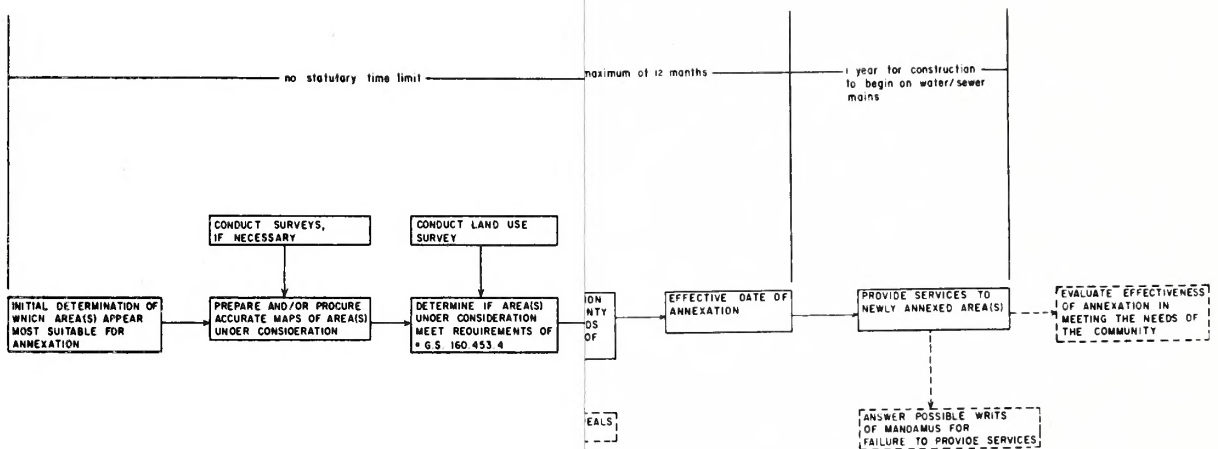 no statutary time limit
maximum of 12 manths
1 year for construction
to begin on water/sewer
mains
CONDUCT SURVEYS,
IF NECESSARY
CONDUCT LAND USE
SURVEY
INITIAL DETERMINATION OF
WHICH AREA(S) APPEAR
MOST SUITABLE FOR
ANNEXATION
PREPARE AND/OR PROCURE
ACCURATE MAPS OF AREA(S)
UNDER CONSIDERATION
DETERMINE IF AREA(S)
UNDER CONSIDERATION
MEET REQUIREMENTS OF
* G.S. 160.453.4
EFFECTIVE DATE OF
ANNEXATION
PROVIDE SERVICES TO
NEWLY ANNEXED AREA(S)
EVALUATE EFFECTIVENESS
OF ANNEXATION IN
MEETING THE NEEDS OF
THE COMMUNITY
OF
ANSWER POSSIBLE WRITS
OF MANDAMUS FOR
FAILURE TO PROVIDE SERVICES